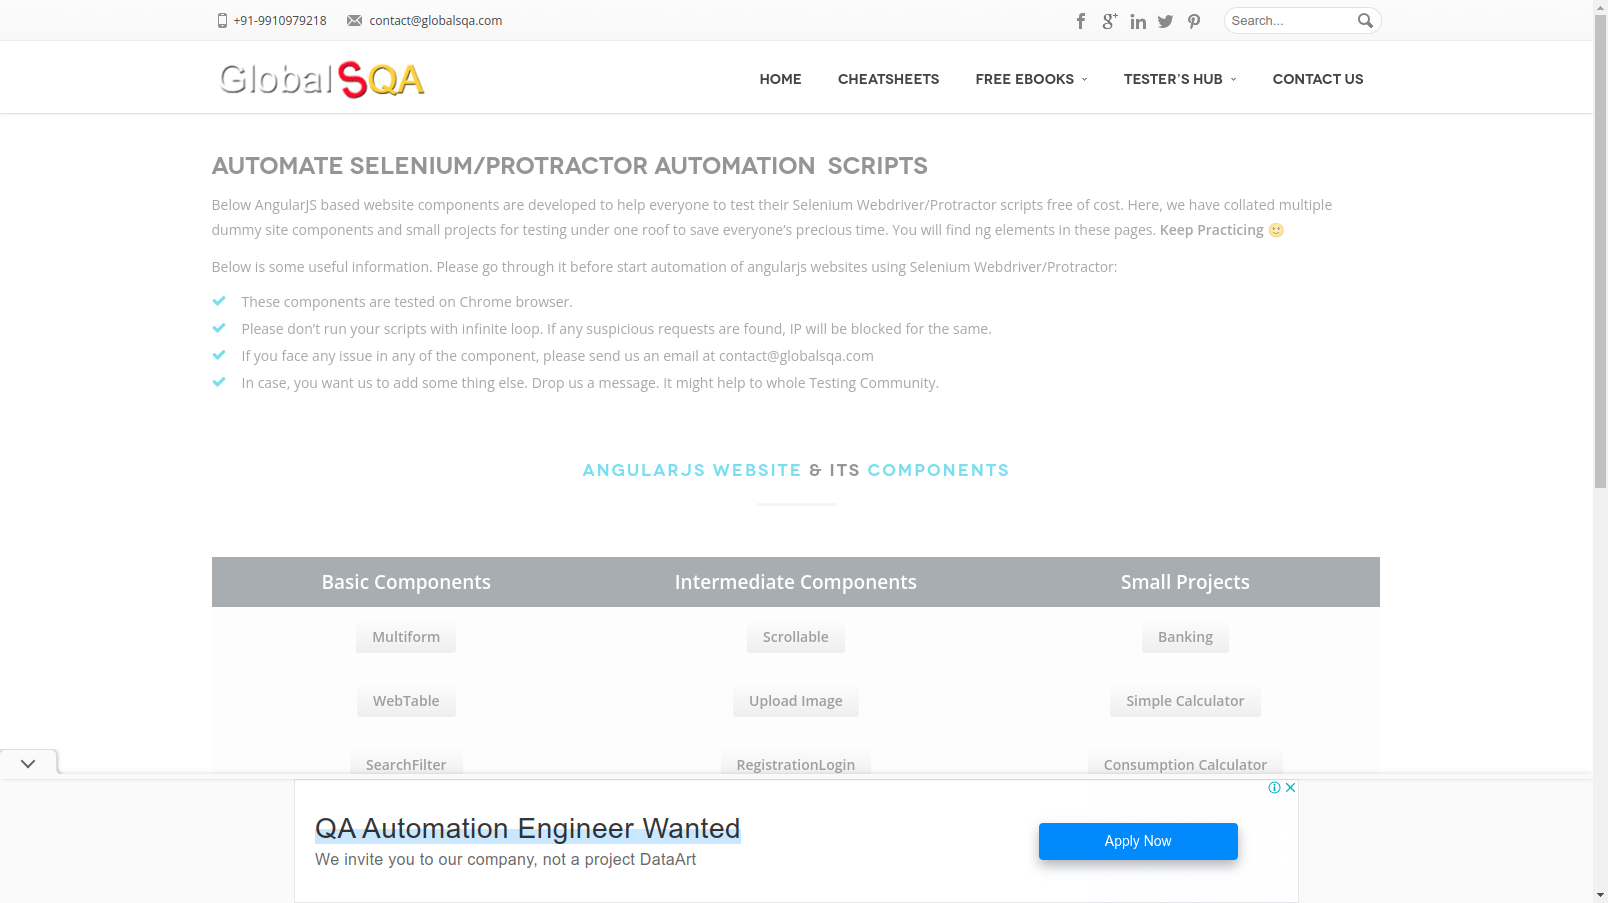 +91-9910979218 contact@globalsqa.com
Search...
GlobalSQA
HOME CHEATSHEETS FREE EBOOKS TESTER'S HUB CONTACT US
AUTOMATE SELENIUM/PROTRACTOR AUTOMATION SCRIPTS
Below AngularJS based website components are developed to help everyone to test their Selenium Webdriver/Protractor scripts free of cost. Here, we have collated multiple
dummy site components and small projects for testing under one roof to save everyone's precious time. You will find ng elements in these pages. Keep Practicing 🙂
Below is some useful information. Please go through it before start automation of angularjs websites using Selenium Webdriver/Protractor:
These components are tested on Chrome browser.
Please don't run your scripts with infinite loop. If any suspicious requests are found, IP will be blocked for the same.
If you face any issue in any of the component, please send us an email at contact@globalsqa.com
In case, you want us to add some thing else. Drop us a message. It might help to whole Testing Community.
ANGULARJS WEBSITE & ITS COMPONENTS
Basic Components Intermediate Components Small Projects
Multiform Scrollable Banking
WebTable Upload Image Simple Calculator
SearchFilter RegistrationLogin Consumption Calculator
QA Automation Engineer Wanted
We invite you to our company, not a project DataArt
Apply Now